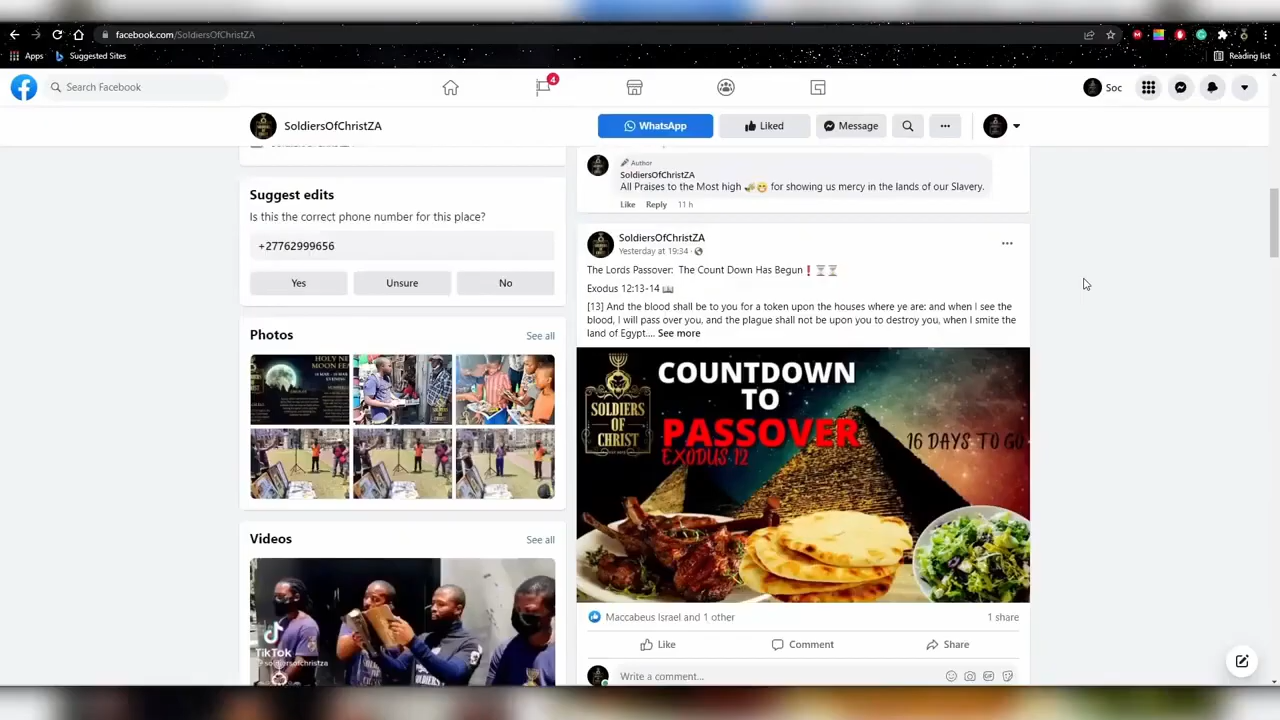 facebook.com/SoldiersOfChristZA
Apps
Suggested Sites
Reading list
Search Facebook
4
Soc
SoldiersOfChristZA
WhatsApp
Liked
Message
Author
SoldiersOfChristZA
All Praises to the Most high for showing us mercy in the lands of our Slavery.
Like Reply 11 h
Suggest edits
Is this the correct phone number for this place?
+27762999656
Yes
Unsure
No
Photos
See all
HOLY NE
MOON FEA
Videos
See all
TikTok
soldiersofchristza
SoldiersOfChristZA
Yesterday at 19:34
The Lords Passover: The Count Down Has Begun❗⏳⏳
Exodus 12:13-14 📖
[13] And the blood shall be to you for a token upon the houses where ye are: and when I see the
blood, I will pass over you, and the plague shall not be upon you to destroy you, when I smite the
land of Egypt.... See more
SOLDIERS
OF
CHRIST
COUNTDOWN
TO
PASSOVER
EXODUS 12
16 DAYS TO GO
Maccabeus Israel and 1 other
1 share
Like
Comment
Share
Write a comment...
GIF